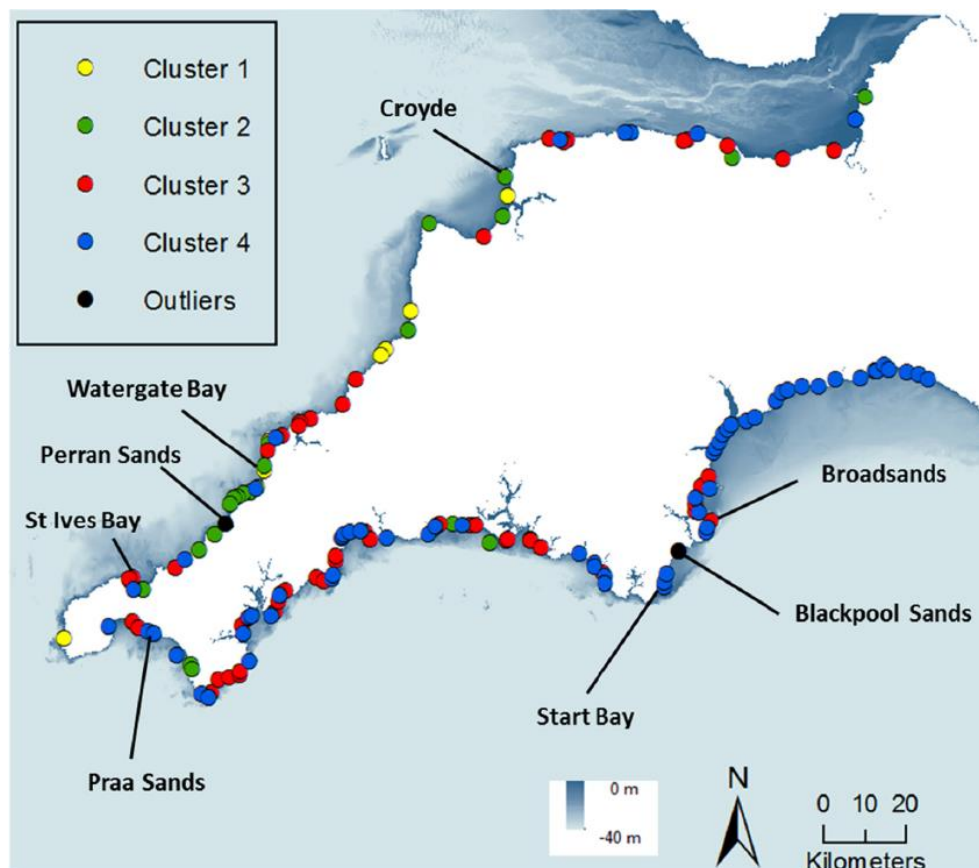 Cluster 1
Cluster 2
Cluster 3
Cluster 4
Outliers
Croyde
Watergate Bay
Perran Sands
St Ives Bay
Praa Sands
Broadsands
Blackpool Sands
Start Bay
0 m
-40 m
N
0 10 20
Kilometers